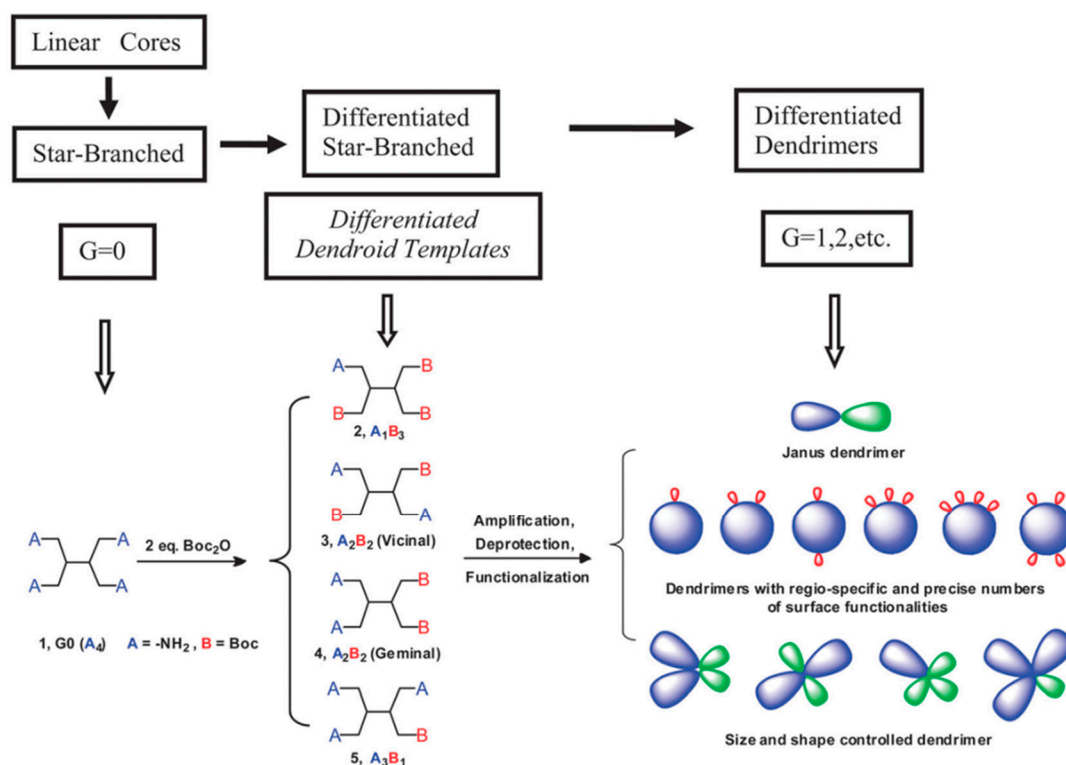 Linear Cores
Star-Branched
G=0
Differentiated
Star-Branched
Differentiated
Dendroid Templates
Differentiated
Dendrimers
G=1,2,etc.
A
A
A
A
1, G0 (A₄)
A = -NH₂ , B = Boc
2 eq. Boc₂O
A
B
B
B
2, A₁B₃
A
B
B
A
3, A₂B₂ (Vicinal)
A
B
A
B
4, A₂B₂ (Geminal)
A
A
A
B
5, A₃B₁
Amplification,
Deprotection,
Functionalization
Janus dendrimer
Dendrimers with regio-specific and precise numbers
of surface functionalities
Size and shape controlled dendrimer